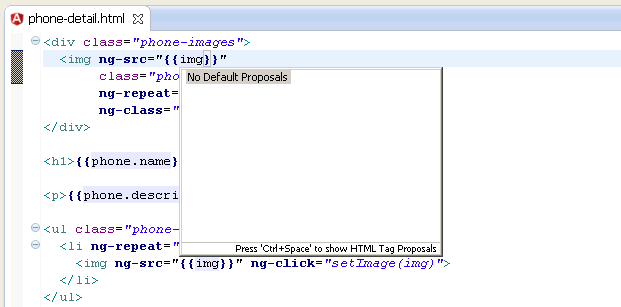 phone-detail.html
<div class="phone-images">
<img ng-src="{{img}}"
No Default Proposals
class="pho
ng-repeat=
ng-class="
</div>
<h1>{{phone.name}
<p>{{phone.descri
<ul class="phone-
Press 'Ctrl+Space' to show HTML Tag Proposals
<li ng-repeat="
<img ng-src="{{img}}" ng-click="setImage(img)">
</li>
</ul>